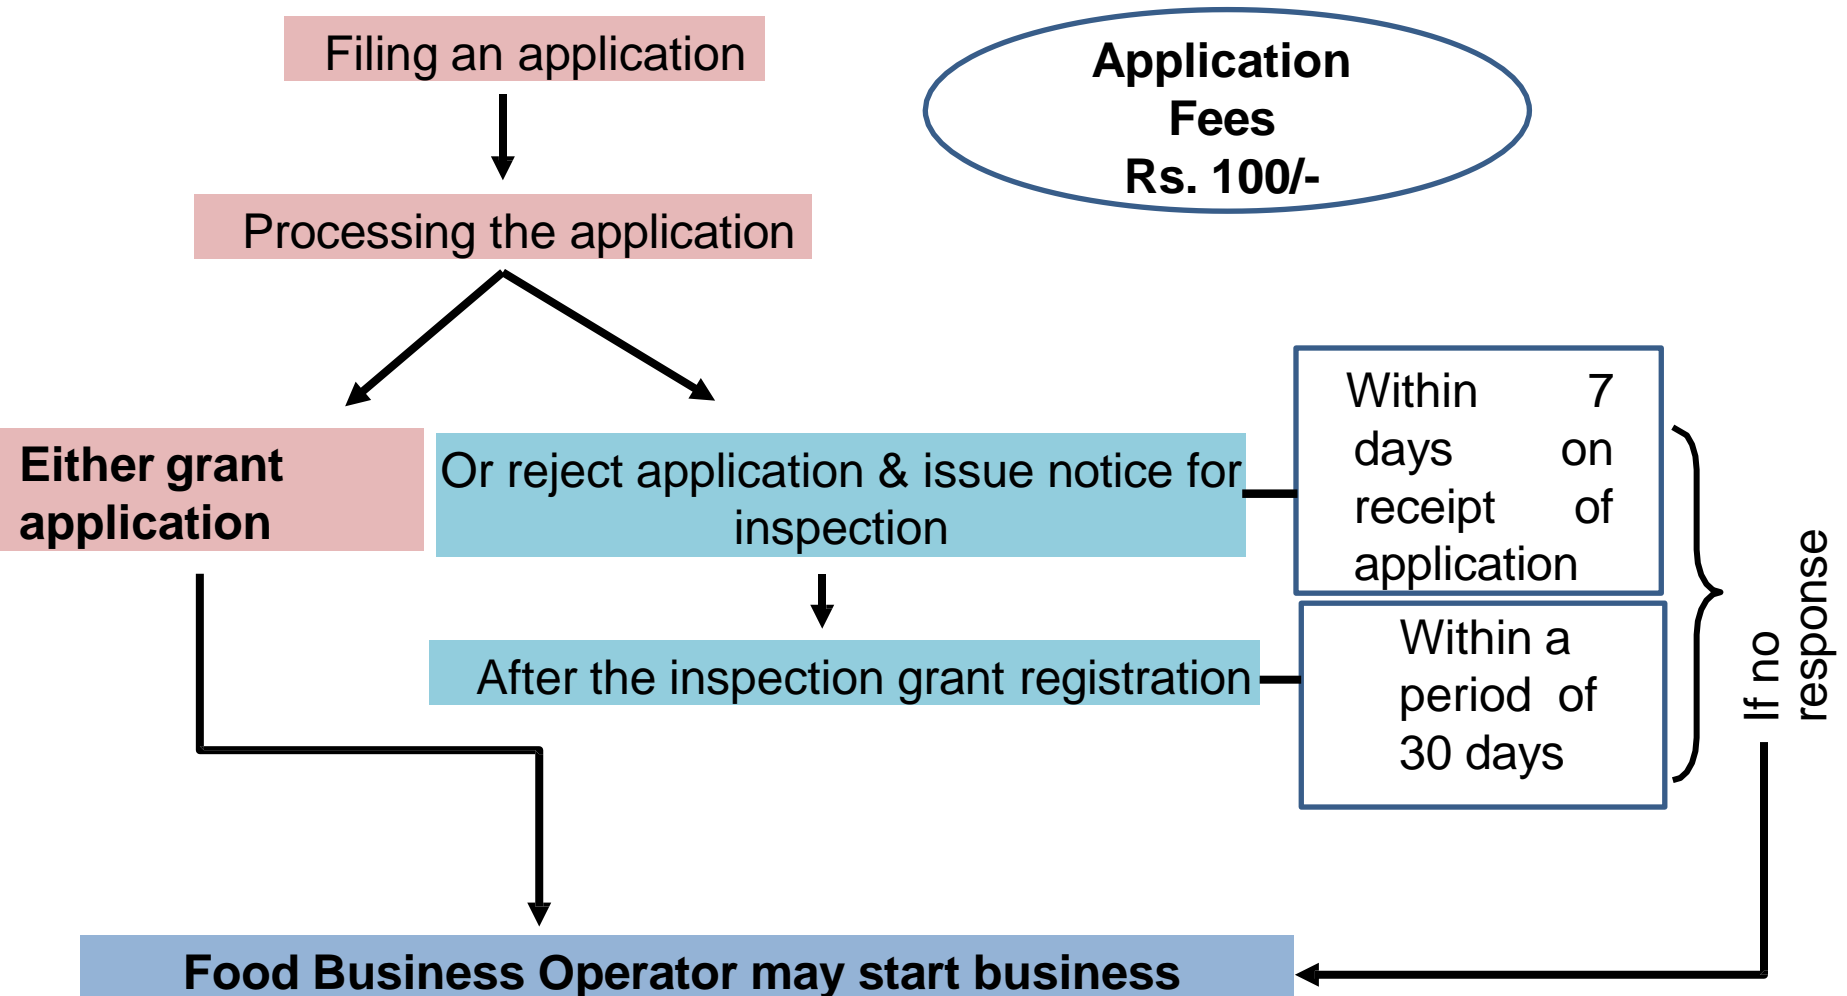 Filing an application
Application
Fees
Rs. 100/-
Processing the application
Either grant
application
Or reject application & issue notice for
inspection
Within 7
days on
receipt of
application
After the inspection grant registration
Within a
period of
30 days
If no
response
Food Business Operator may start business